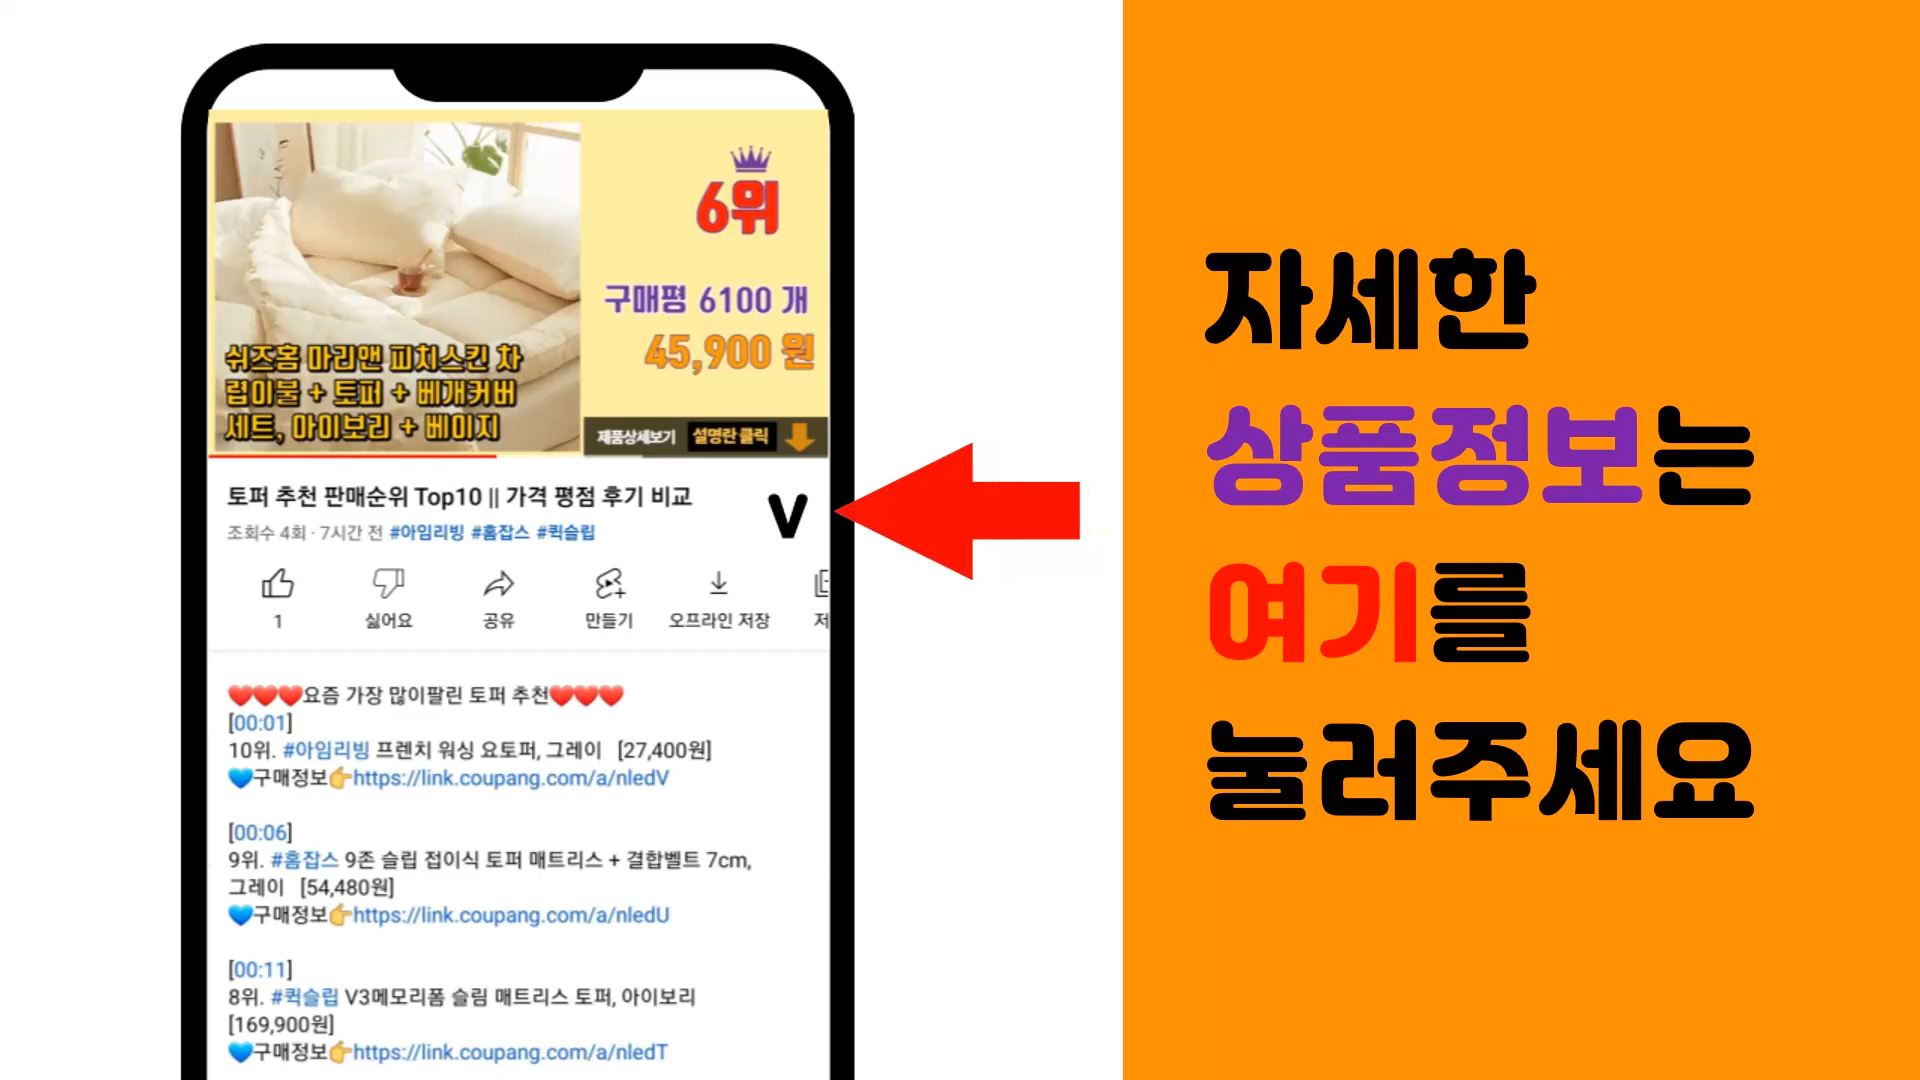 6위
구매평 6100 개
45,900 원
쉬즈홈 마리앤 피치스킨 차
렵이불 + 토퍼 + 베개커버
세트, 아이보리 + 베이지
제품상세보기 설명란 클릭
토퍼 추천 판매순위 Top10 || 가격 평점 후기 비교
V
조회수 4회 · 7시간 전 #아임리빙 #홈잡스 #퀵슬립
1 싫어요 공유 만들기 오프라인 저장 저
❤️❤️❤️요즘 가장 많이팔린 토퍼 추천❤️❤️❤️
[00:01]
10위. #아임리빙 프렌치 워싱 요토퍼, 그레이 [27,400원]
💙구매정보👉https://link.coupang.com/a/nledV
[00:06]
9위. #홈잡스 9존 슬립 접이식 토퍼 매트리스 + 결합벨트 7cm,
그레이 [54,480원]
💙구매정보👉https://link.coupang.com/a/nledU
[00:11]
8위. #퀵슬립 V3메모리폼 슬림 매트리스 토퍼, 아이보리
[169,900원]
💙구매정보👉https://link.coupang.com/a/nledT
자세한
상품정보는
여기를
눌러주세요